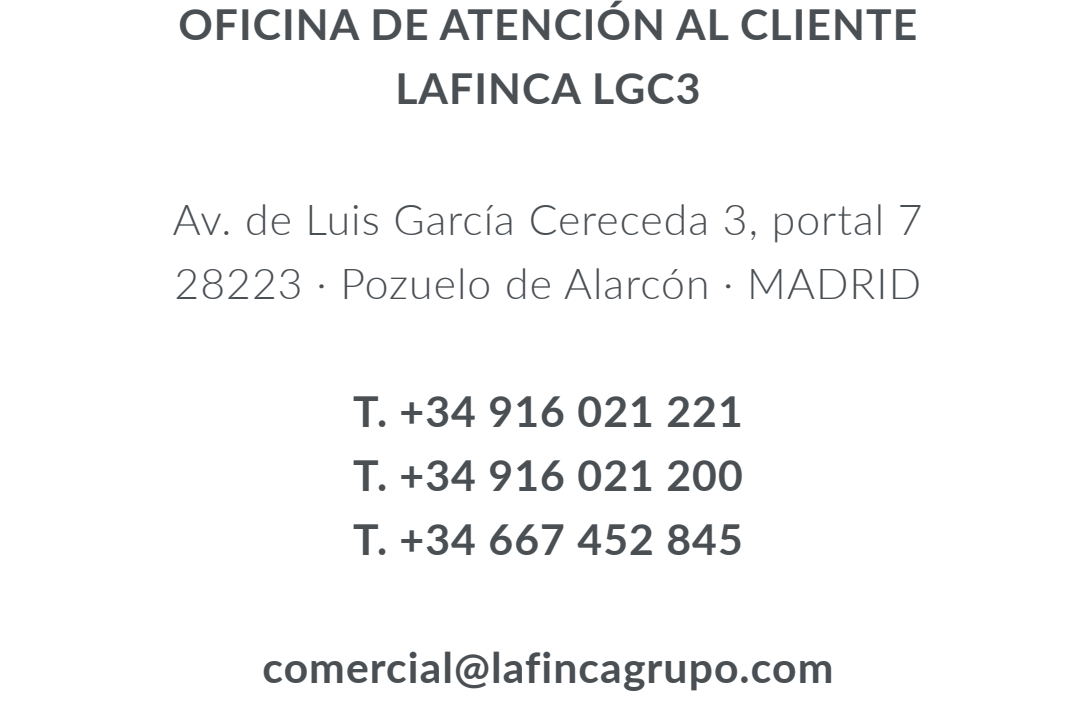 OFICINA DE ATENCIÓN AL CLIENTE
LAFINCA LGC3
Av. de Luis García Cereceda 3, portal 7
28223 · Pozuelo de Alarcón · MADRID
T. +34 916 021 221
T. +34 916 021 200
T. +34 667 452 845
comercial@lafincagrupo.com